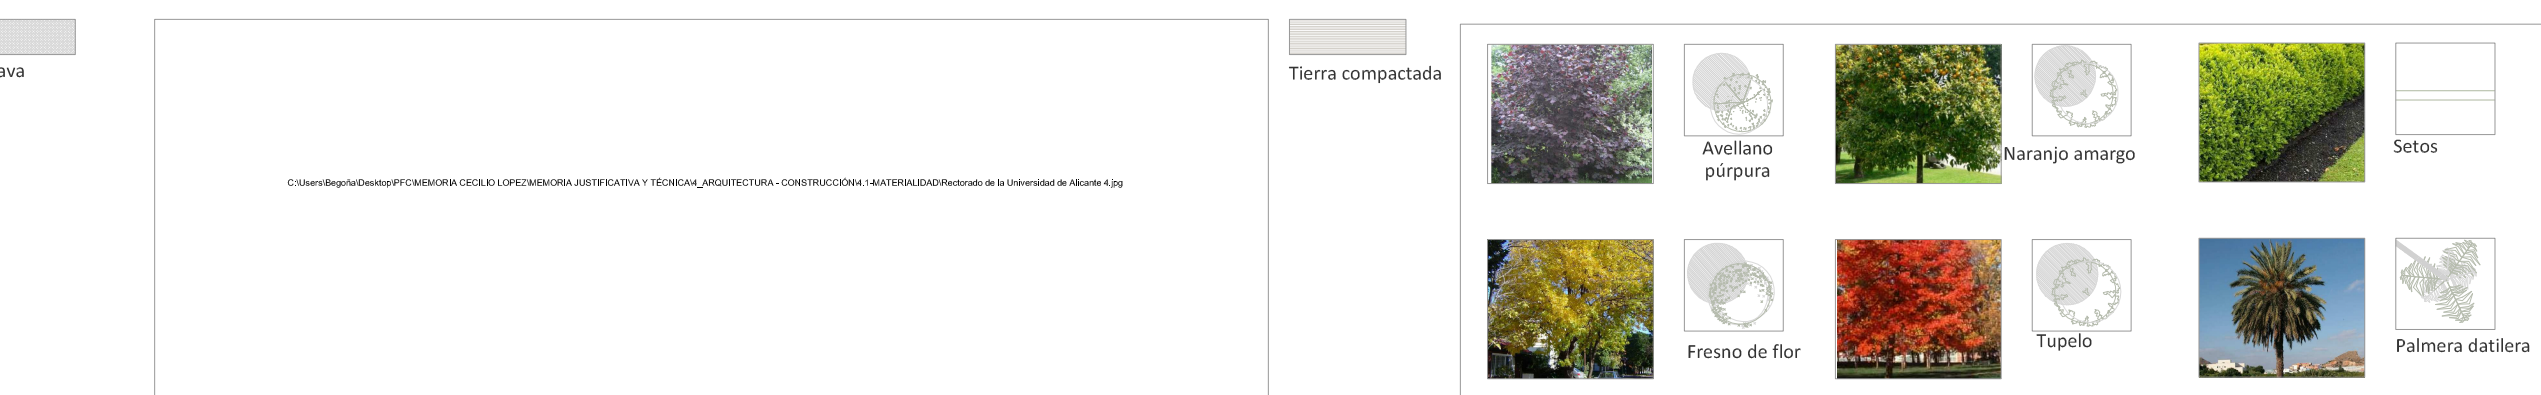 ava
Tierra compactada
C:\Users\Begoña\Desktop\PFC\MEMORIA CECILIO LOPEZ\MEMORIA JUSTIFICATIVA Y TÉCNICA\4_ARQUITECTURA - CONSTRUCCIÓN\4.1-MATERIALIDAD\Rectorado de la Universidad de Alicante 4.jpg
Avellano
púrpura
Naranjo amargo
Setos
Fresno de flor
Tupelo
Palmera datilera